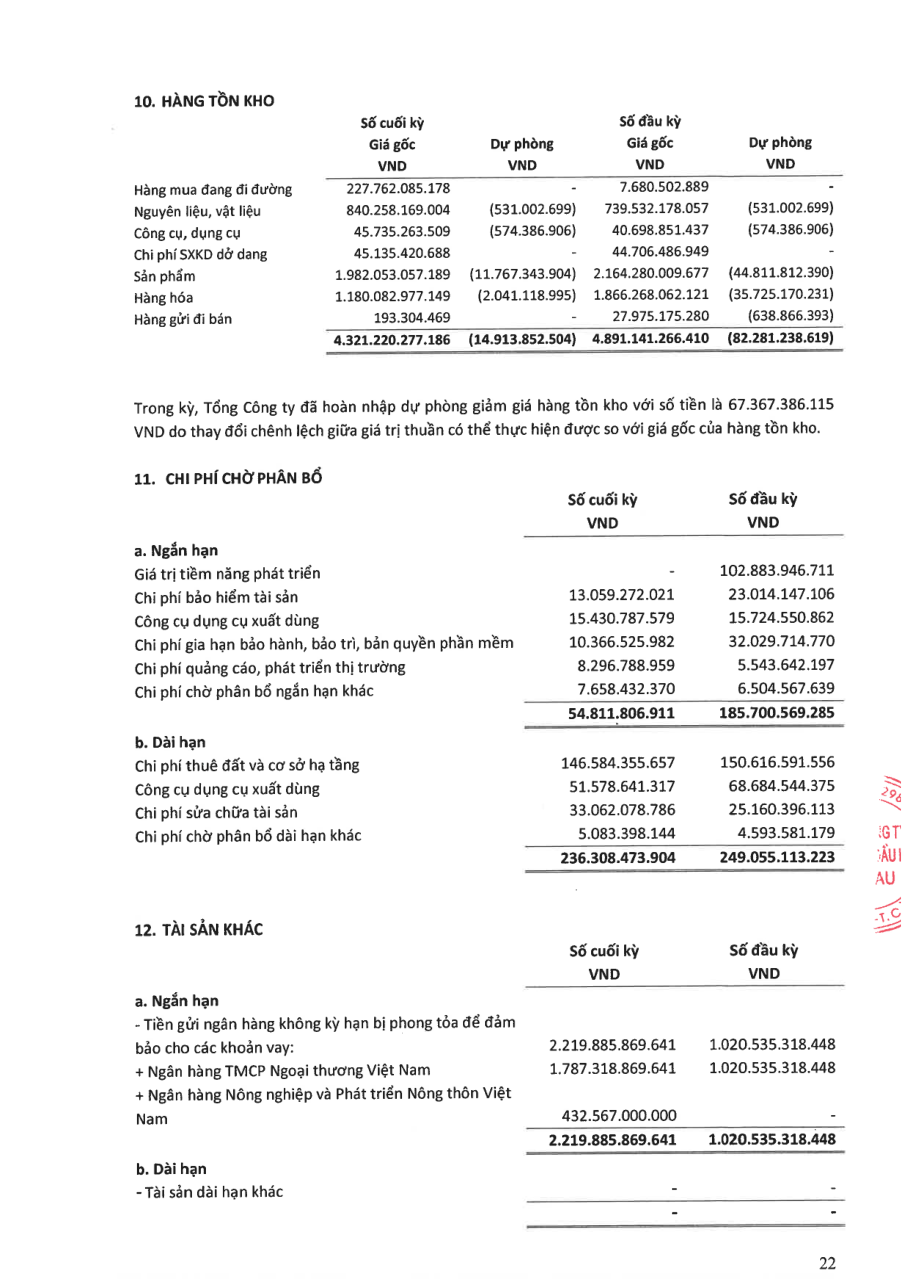 10. HÀNG TỒN KHO
Số cuối kỳ Số đầu kỳ
Giá gốc Dự phòng Giá gốc Dự phòng
VND VND VND VND
Hàng mua đang đi đường 227.762.085.178 - 7.680.502.889 -
Nguyên liệu, vật liệu 840.258.169.004 (531.002.699) 739.532.178.057 (531.002.699)
Công cụ, dụng cụ 45.735.263.509 (574.386.906) 40.698.851.437 (574.386.906)
Chi phí SXKD dở dang 45.135.420.688 - 44.706.486.949 -
Sản phẩm 1.982.053.057.189 (11.767.343.904) 2.164.280.009.677 (44.811.812.390)
Hàng hóa 1.180.082.977.149 (2.041.118.995) 1.866.268.062.121 (35.725.170.231)
Hàng gửi đi bán 193.304.469 - 27.975.175.280 (638.866.393)
4.321.220.277.186 (14.913.852.504) 4.891.141.266.410 (82.281.238.619)
Trong kỳ, Tổng Công ty đã hoàn nhập dự phòng giảm giá hàng tồn kho với số tiền là 67.367.386.115
VND do thay đổi chênh lệch giữa giá trị thuần có thể thực hiện được so với giá gốc của hàng tồn kho.
11. CHI PHÍ CHỜ PHÂN BỔ
Số cuối kỳ Số đầu kỳ
VND VND
a. Ngắn hạn
Giá trị tiềm năng phát triển - 102.883.946.711
Chi phí bảo hiểm tài sản 13.059.272.021 23.014.147.106
Công cụ dụng cụ xuất dùng 15.430.787.579 15.724.550.862
Chi phí gia hạn bảo hành, bảo trì, bản quyền phần mềm 10.366.525.982 32.029.714.770
Chi phí quảng cáo, phát triển thị trường 8.296.788.959 5.543.642.197
Chi phí chờ phân bổ ngắn hạn khác 7.658.432.370 6.504.567.639
54.811.806.911 185.700.569.285
b. Dài hạn
Chi phí thuê đất và cơ sở hạ tầng 146.584.355.657 150.616.591.556
Công cụ dụng cụ xuất dùng 51.578.641.317 68.684.544.375
Chi phí sửa chữa tài sản 33.062.078.786 25.160.396.113
Chi phí chờ phân bổ dài hạn khác 5.083.398.144 4.593.581.179
236.308.473.904 249.055.113.223
12. TÀI SẢN KHÁC
Số cuối kỳ Số đầu kỳ
VND VND
a. Ngắn hạn
- Tiền gửi ngân hàng không kỳ hạn bị phong tỏa để đảm
bảo cho các khoản vay: 2.219.885.869.641 1.020.535.318.448
+ Ngân hàng TMCP Ngoại thương Việt Nam 1.787.318.869.641 1.020.535.318.448
+ Ngân hàng Nông nghiệp và Phát triển Nông thôn Việt
Nam 432.567.000.000 -
2.219.885.869.641 1.020.535.318.448
b. Dài hạn
- Tài sản dài hạn khác - -
- -
22